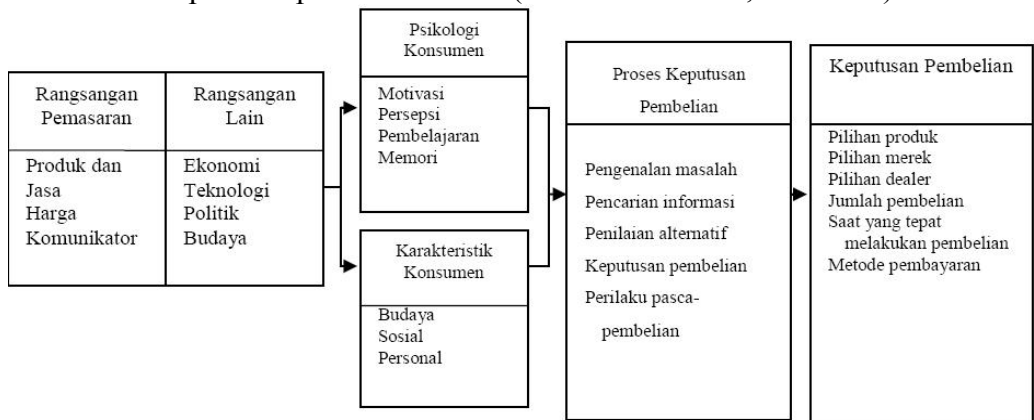 Rangsangan
Pemasaran
Produk dan
Jasa
Harga
Komunikator
Rangsangan
Lain
Ekonomi
Teknologi
Politik
Budaya
Psikologi
Konsumen
Motivasi
Persepsi
Pembelajaran
Memori
Karakteristik
Konsumen
Budaya
Sosial
Personal
Proses Keputusan
Pembelian
Pengenalan masalah
Pencarian informasi
Penilaian alternatif
Keputusan pembelian
Perilaku pasca-
pembelian
Keputusan Pembelian
Pilihan produk
Pilihan merek
Pilihan dealer
Jumlah pembelian
Saat yang tepat
melakukan pembelian
Metode pembayaran